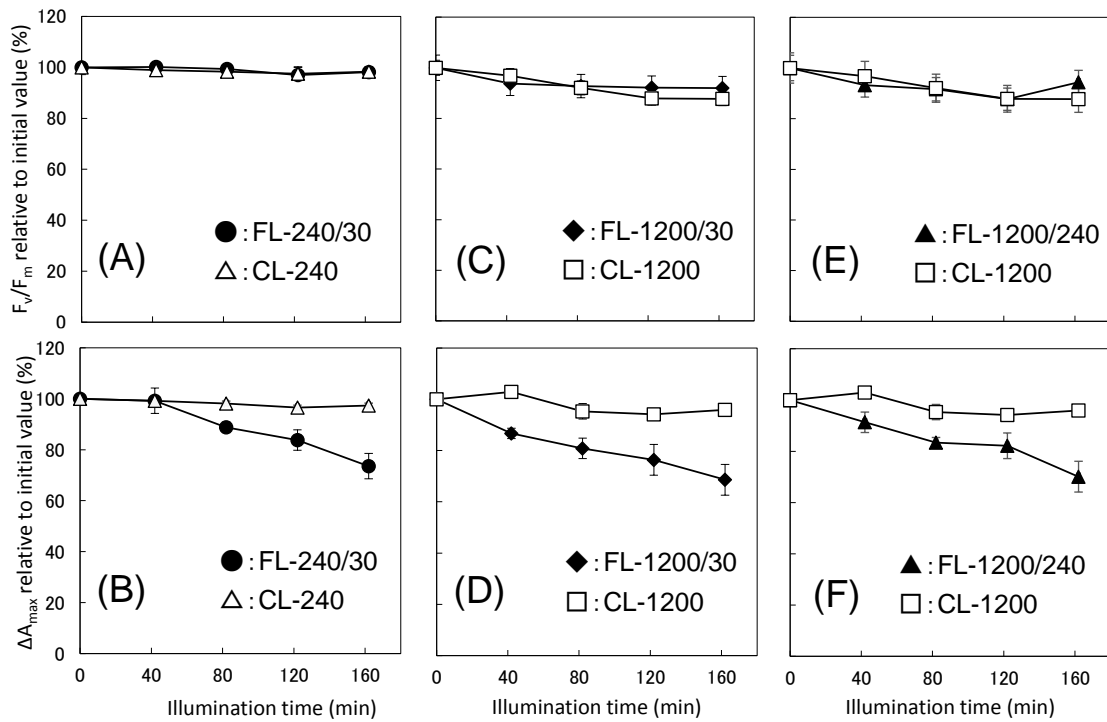 120
100
80
60
40
20
0
Fv/Fm relative to initial value (%)
(A)
●: FL-240/30
△: CL-240
(C)
◆: FL-1200/30
□: CL-1200
(E)
▲: FL-1200/240
□: CL-1200
120
100
80
60
40
20
0
ΔAmax relative to initial value (%)
(B)
●: FL-240/30
△: CL-240
(D)
◆: FL-1200/30
□: CL-1200
(F)
▲: FL-1200/240
□: CL-1200
0 40 80 120 160
0 40 80 120 160
0 40 80 120 160
Illumination time (min)
Illumination time (min)
Illumination time (min)